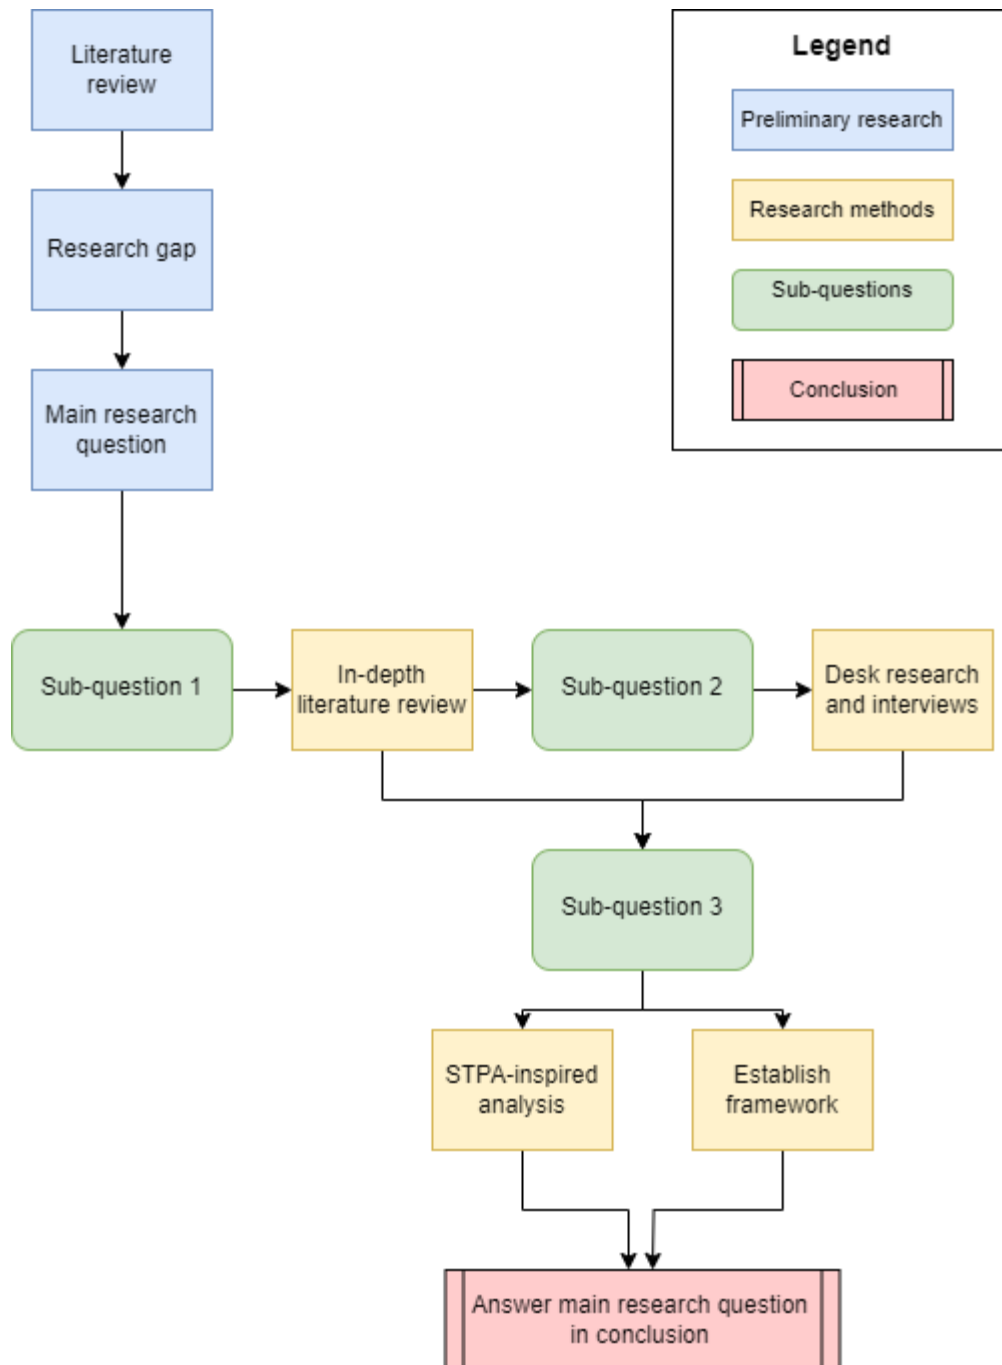 Literature
review
Legend
Preliminary research
Research gap
Research methods
Sub-questions
Main research
question
Conclusion
Sub-question 1
In-depth
literature review
Sub-question 2
Desk research
and interviews
Sub-question 3
STPA-inspired
analysis
Establish
framework
Answer main research question
in conclusion